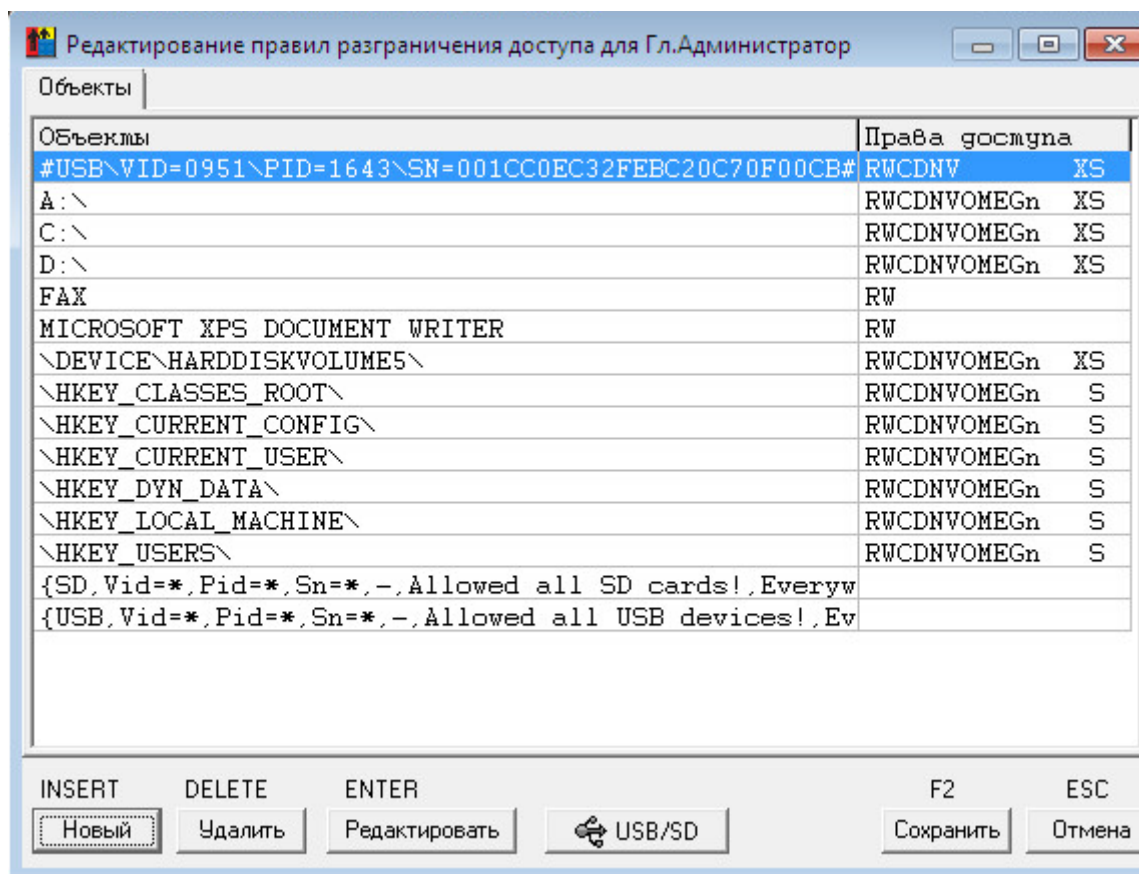 Редактирование правил разграничения доступа для Гл.Администратор
Объекты
Объекты Права доступа
#USB\VID=0951\PID=1643\SN=001CC0EC32FEBC20C70F00CB# RWCDNV XS
A:\ RWCDNVOMEGn XS
C:\ RWCDNVOMEGn XS
D:\ RWCDNVOMEGn XS
FAX RW
MICROSOFT XPS DOCUMENT WRITER RW
\DEVICE\HARDDISKVOLUME5\ RWCDNVOMEGn XS
\HKEY_CLASSES_ROOT\ RWCDNVOMEGn S
\HKEY_CURRENT_CONFIG\ RWCDNVOMEGn S
\HKEY_CURRENT_USER\ RWCDNVOMEGn S
\HKEY_DYN_DATA\ RWCDNVOMEGn S
\HKEY_LOCAL_MACHINE\ RWCDNVOMEGn S
\HKEY_USERS\ RWCDNVOMEGn S
{SD,Vid=*,Pid=*,Sn=*,-,Allowed all SD cards!,Everyw
{USB,Vid=*,Pid=*,Sn=*,-,Allowed all USB devices!,Ev
INSERT DELETE ENTER F2 ESC
Новый Удалить Редактировать USB/SD Сохранить Отмена